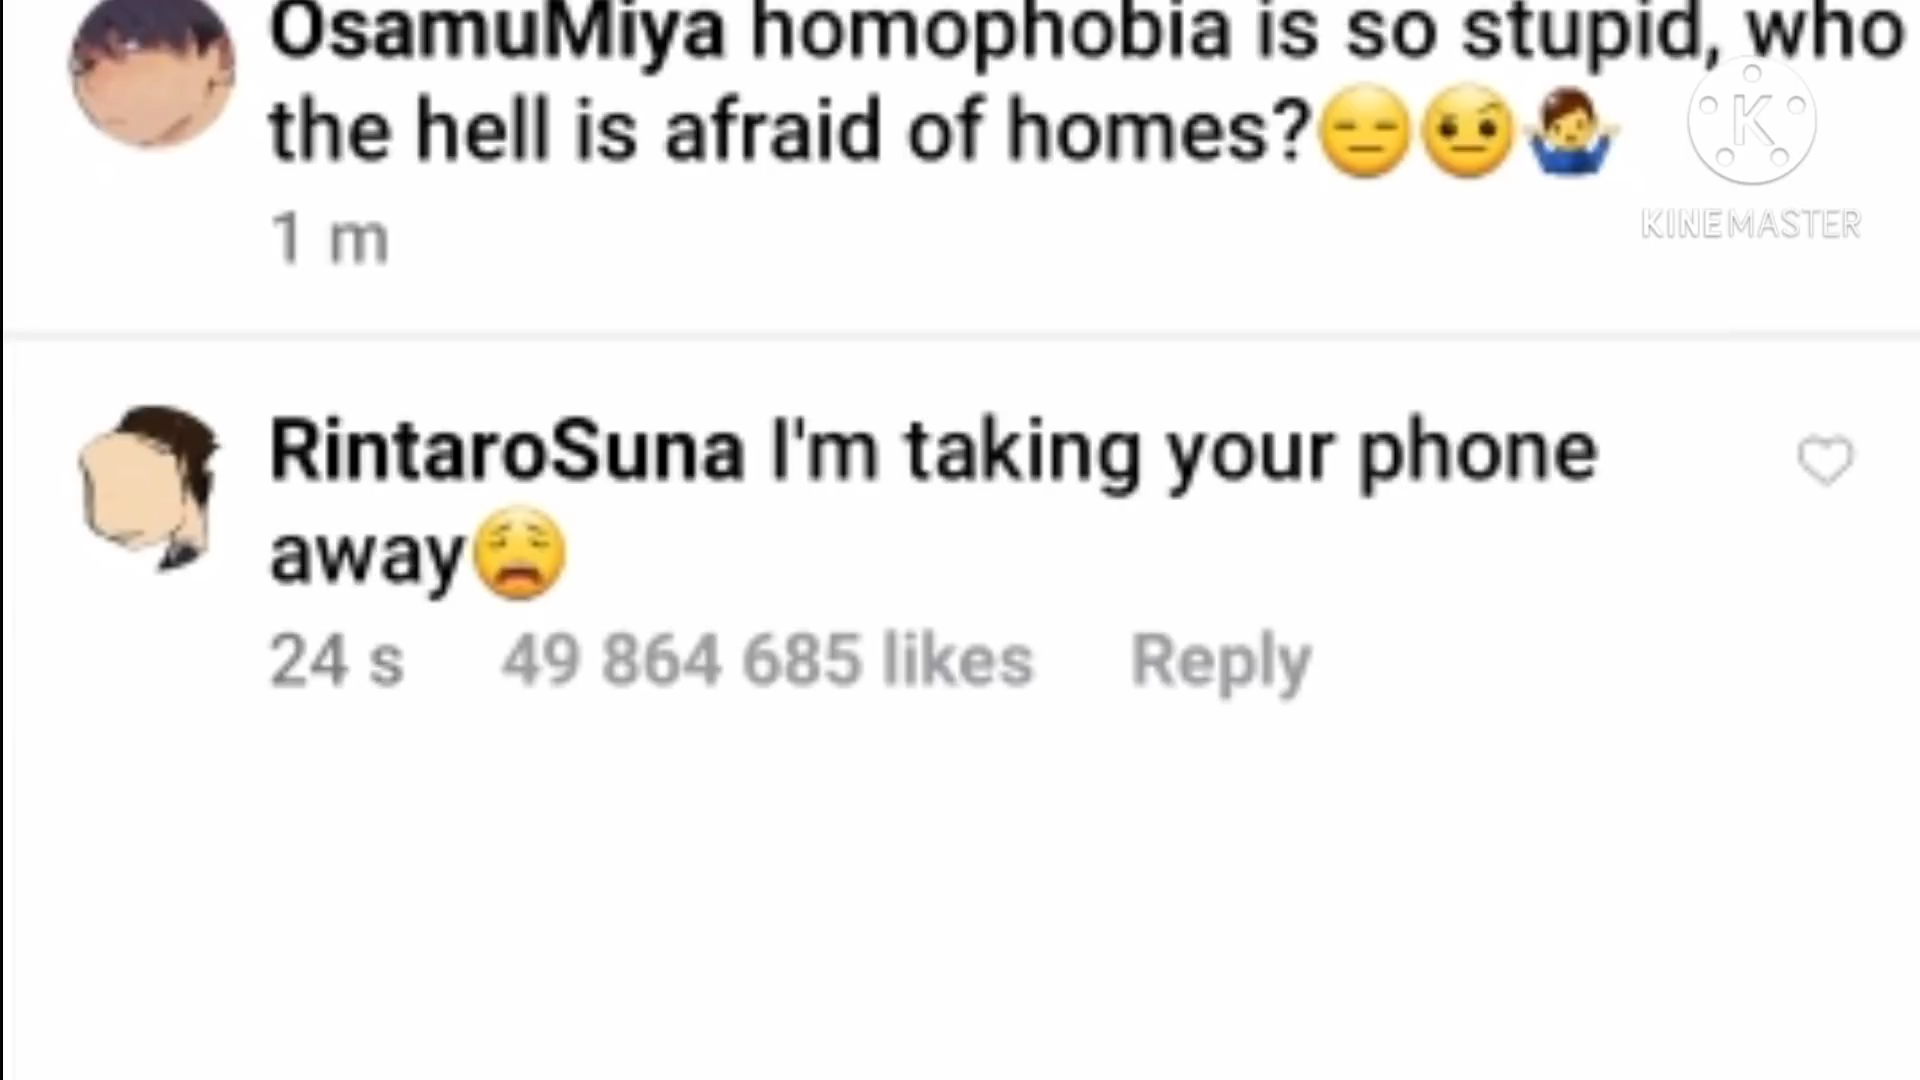 OsamuMiya homophobia is so stupid, who
the hell is afraid of homes?😑🤨🤷‍♂️
K
KINEMASTER
1 m
RintaroSuna I'm taking your phone
away😩
24 s 49 864 685 likes Reply